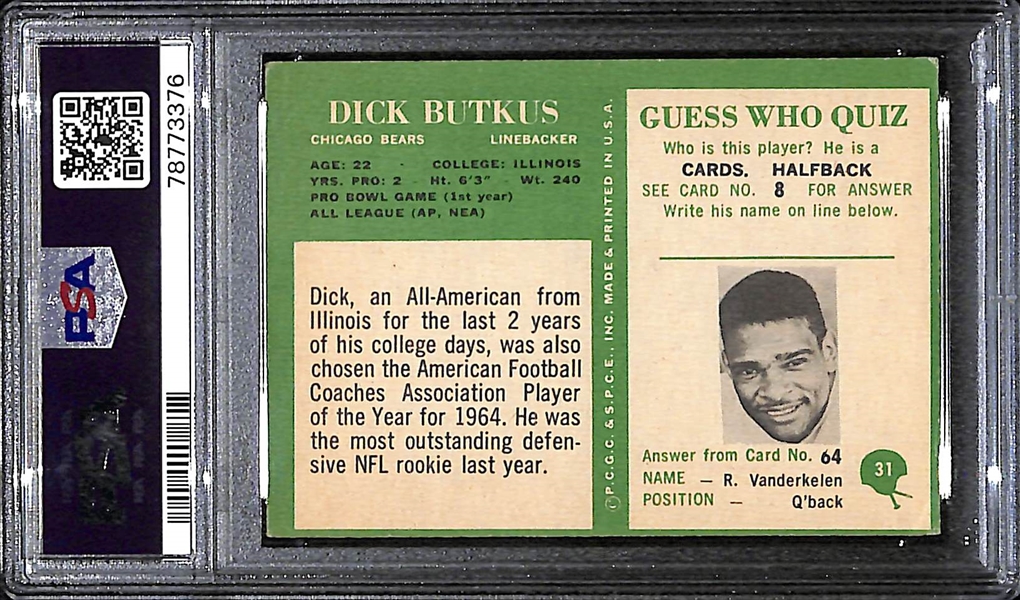 78773376
PSA
DICK BUTKUS
CHICAGO BEARS LINEBACKER
AGE: 22 - COLLEGE: ILLINOIS
YRS. PRO: 2 - Ht. 6'3" - Wt. 240
PRO BOWL GAME (1st year)
ALL LEAGUE (AP, NEA)
Dick, an All-American from
Illinois for the last 2 years
of his college days, was also
chosen the American Football
Coaches Association Player
of the Year for 1964. He was
the most outstanding defen-
sive NFL rookie last year.
©P.C.G.C. & S.P.C.E., INC. MADE & PRINTED IN U.S.A.
GUESS WHO QUIZ
Who is this player? He is a
CARDS. HALFBACK
SEE CARD NO. 8 FOR ANSWER
Write his name on line below.
Answer from Card No. 64
NAME — R. Vanderkelen
POSITION — Q'back
31